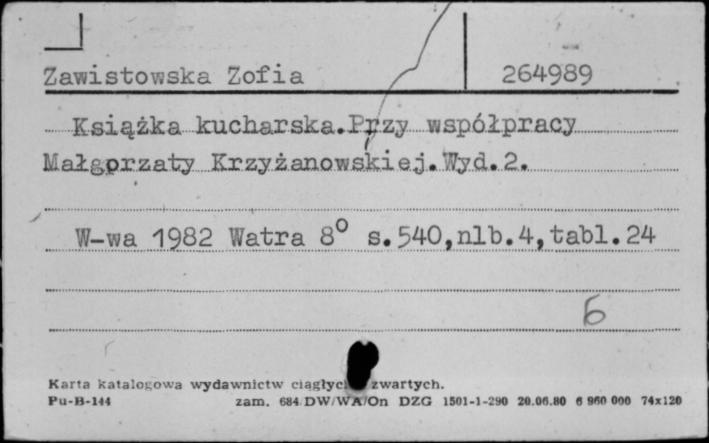 Zawistowska Zofia 264989
Książka kucharska.Przy współpracy
Małgorzaty Krzyżanowskiej.Wyd.2.
W-wa 1982 Watra 8° s.540,nlb.4,tabl.24
6
Karta katalogowa wydawnictw zwartych.
Pu-B-144 zam. 684 DW/WA/On DZG 1501-1-290 20.06.80 6 960 000 74x120